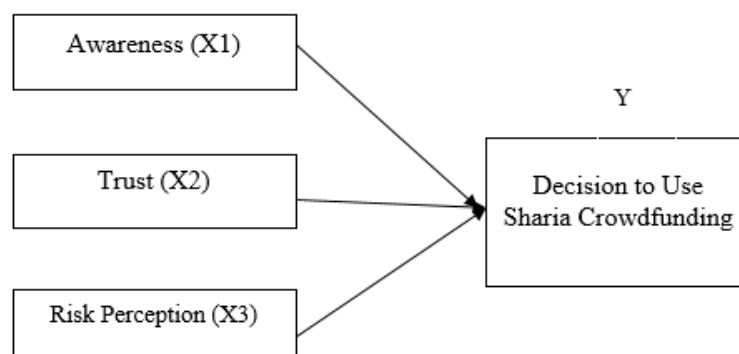 Awareness (X1)
Y
Trust (X2)
Decision to Use
Sharia Crowdfunding
Risk Perception (X3)